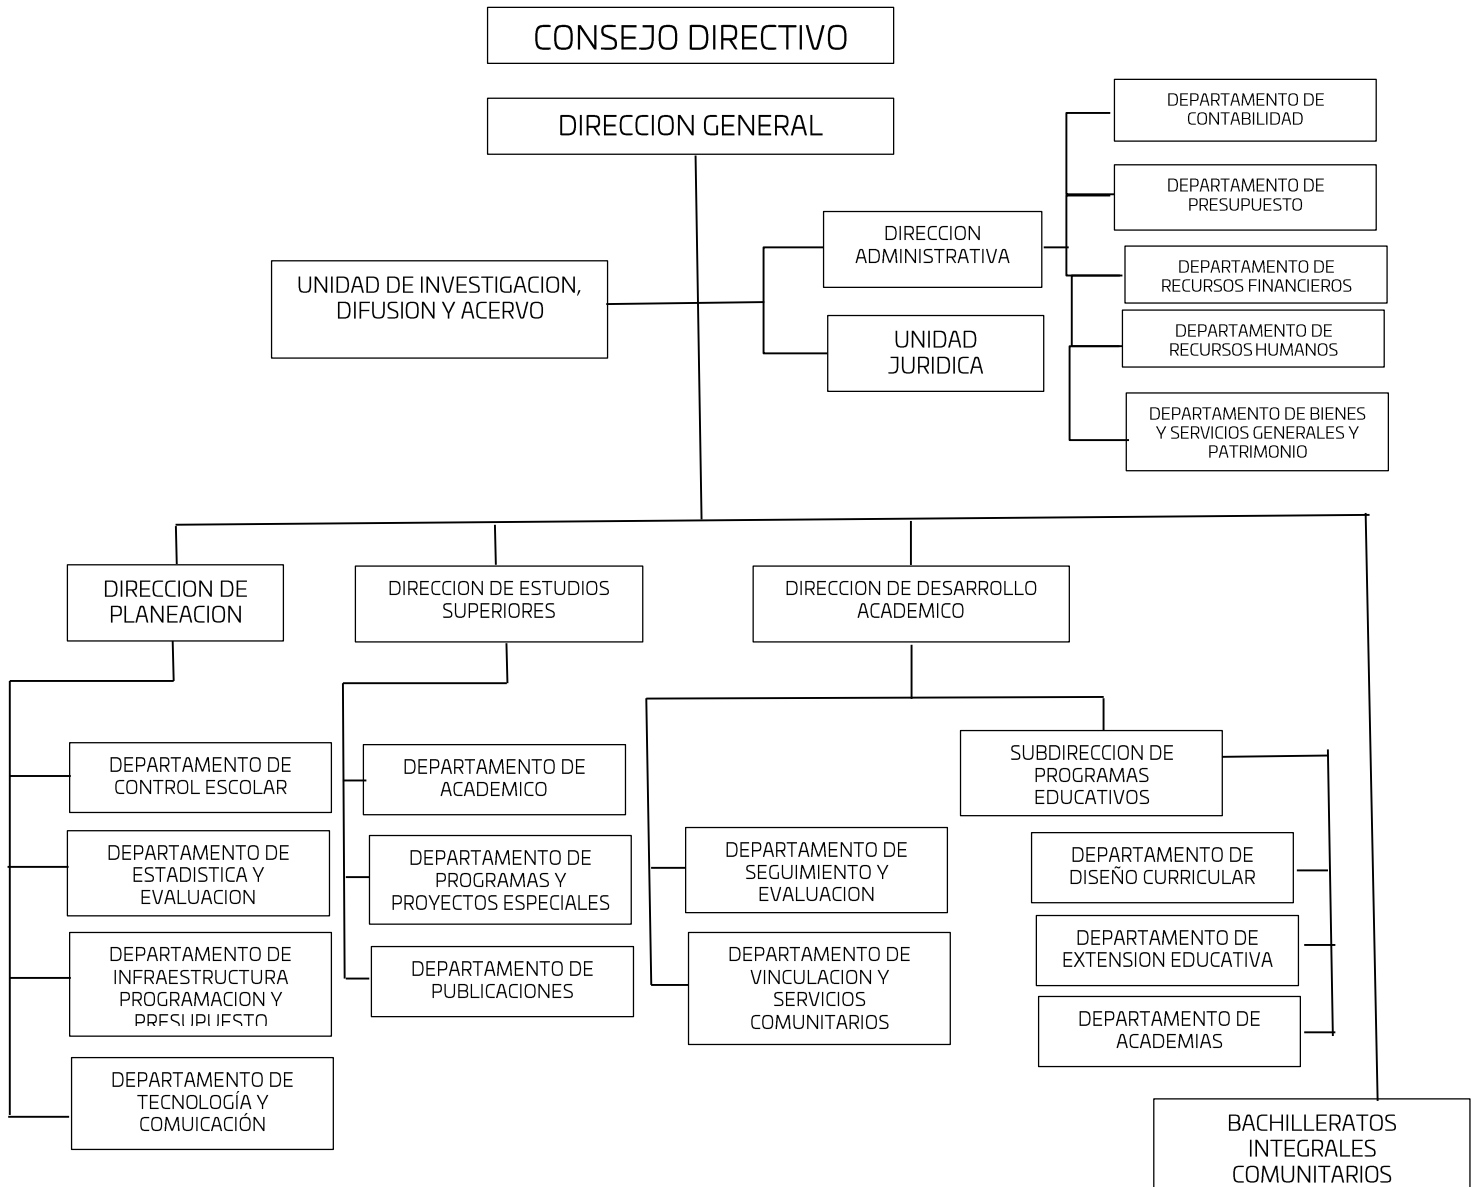 CONSEJO DIRECTIVO
DIRECCION GENERAL
DEPARTAMENTO DE
CONTABILIDAD
DEPARTAMENTO DE
PRESUPUESTO
DIRECCION
ADMINISTRATIVA
UNIDAD DE INVESTIGACION,
DIFUSION Y ACERVO
DEPARTAMENTO DE
RECURSOS FINANCIEROS
UNIDAD
JURIDICA
DEPARTAMENTO DE
RECURSOS HUMANOS
DEPARTAMENTO DE BIENES
Y SERVICIOS GENERALES Y
PATRIMONIO
DIRECCION DE
PLANEACION
DIRECCION DE ESTUDIOS
SUPERIORES
DIRECCION DE DESARROLLO
ACADEMICO
DEPARTAMENTO DE
CONTROL ESCOLAR
DEPARTAMENTO DE
ESTADISTICA Y
EVALUACION
DEPARTAMENTO DE
INFRAESTRUCTURA
PROGRAMACION Y
PRESUPUESTO
DEPARTAMENTO DE
TECNOLOGÍA Y
COMUICACIÓN
DEPARTAMENTO DE
ACADEMICO
DEPARTAMENTO DE
PROGRAMAS Y
PROYECTOS ESPECIALES
DEPARTAMENTO DE
PUBLICACIONES
DEPARTAMENTO DE
SEGUIMIENTO Y
EVALUACION
DEPARTAMENTO DE
VINCULACION Y
SERVICIOS
COMUNITARIOS
SUBDIRECCION DE
PROGRAMAS
EDUCATIVOS
DEPARTAMENTO DE
DISEÑO CURRICULAR
DEPARTAMENTO DE
EXTENSION EDUCATIVA
DEPARTAMENTO DE
ACADEMIAS
BACHILLERATOS
INTEGRALES
COMUNITARIOS